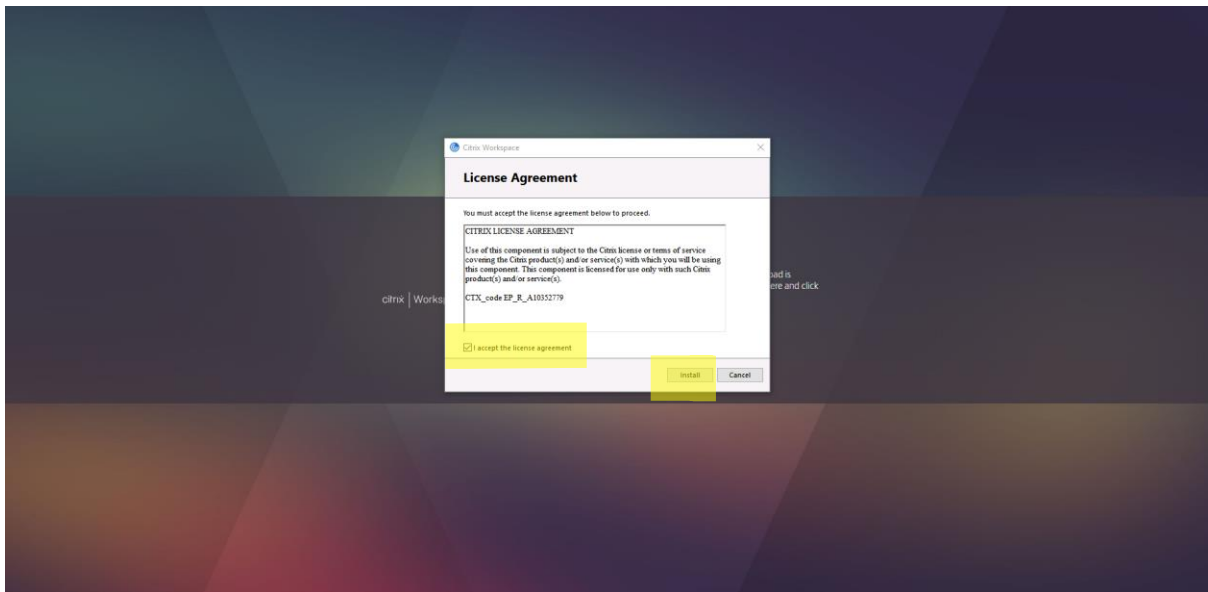 Citrix Workspace
License Agreement
You must accept the license agreement below to proceed.
CITRIX LICENSE AGREEMENT
Use of this component is subject to the Citrix license or terms of service
covering the Citrix product(s) and/or service(s) with which you will be using
this component. This component is licensed for use only with such Citrix
product(s) and/or service(s).
CTX_code EP_R_A10352779
I accept the license agreement
Install Cancel
citrix Works
oad is
ere and click